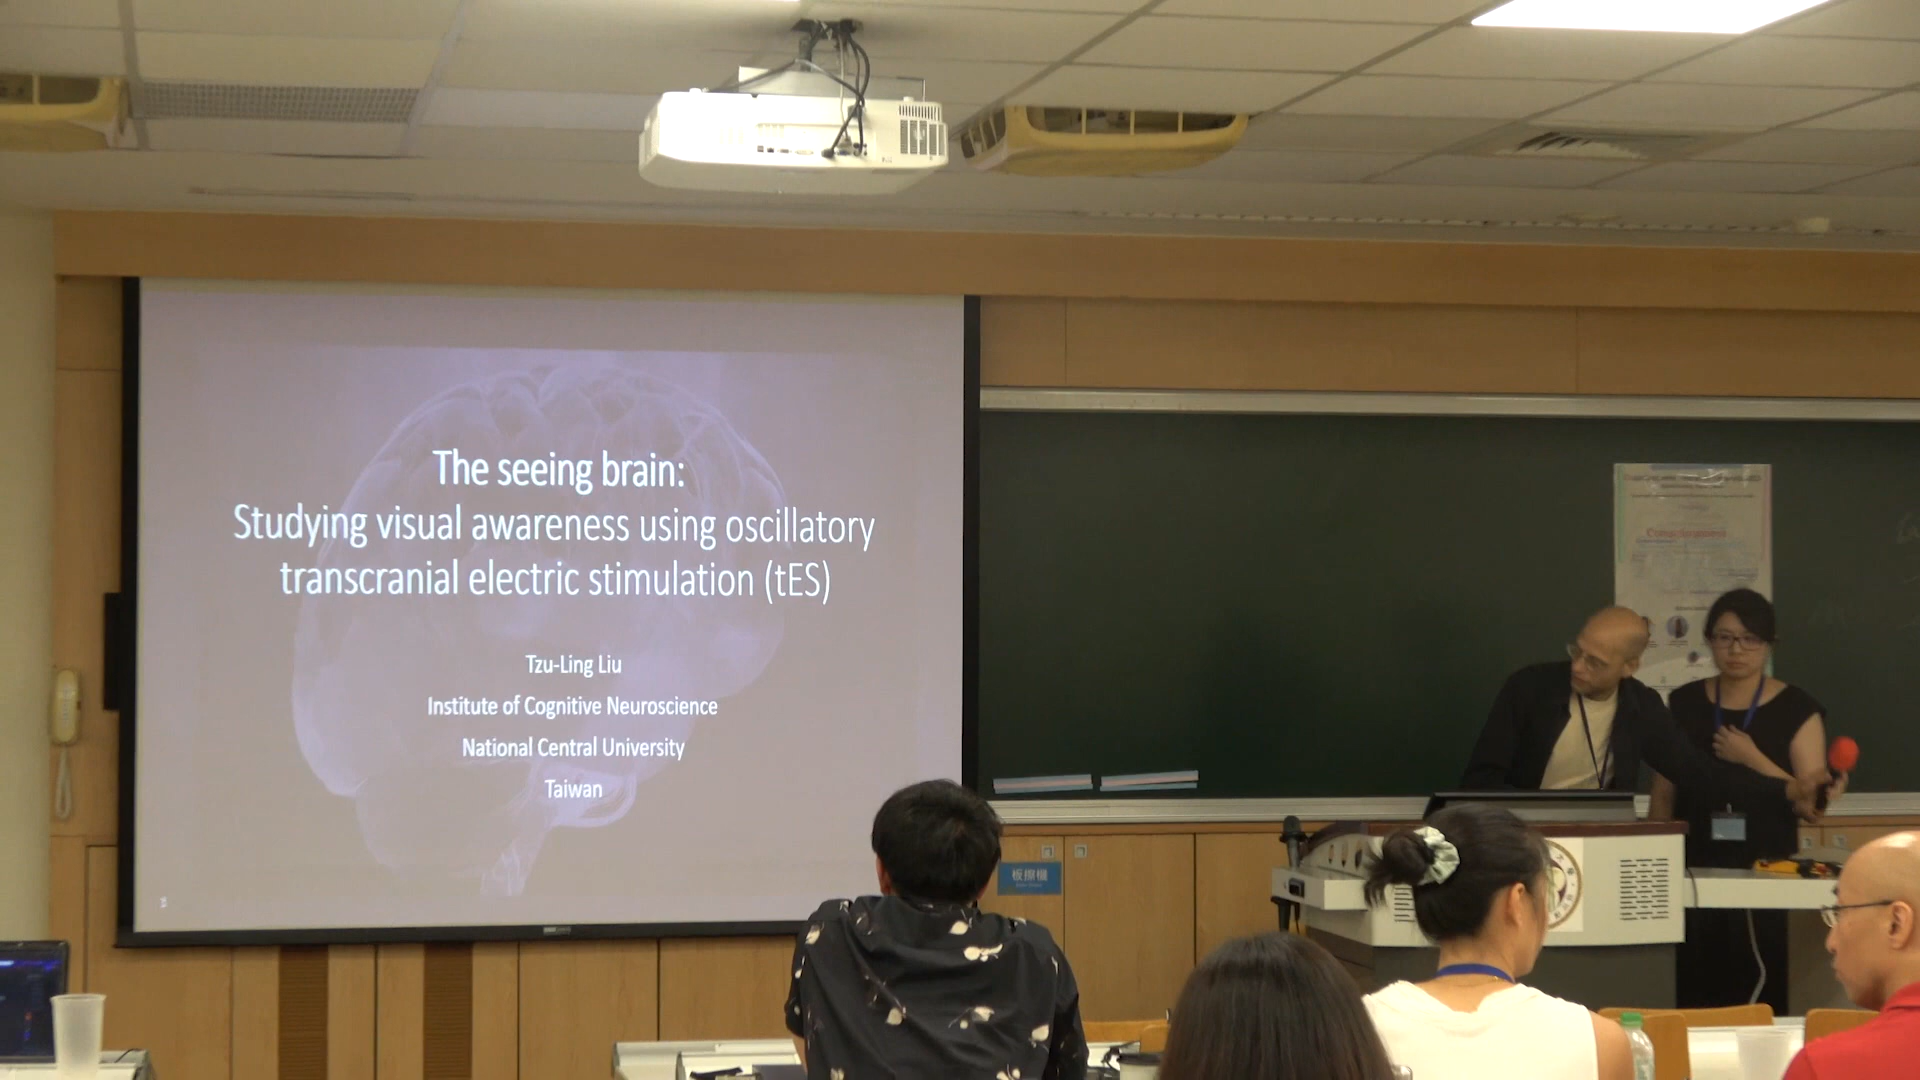 The seeing brain:
Studying visual awareness using oscillatory
transcranial electric stimulation (tES)
Tzu-Ling Liu
Institute of Cognitive Neuroscience
National Central University
Taiwan
板擦機